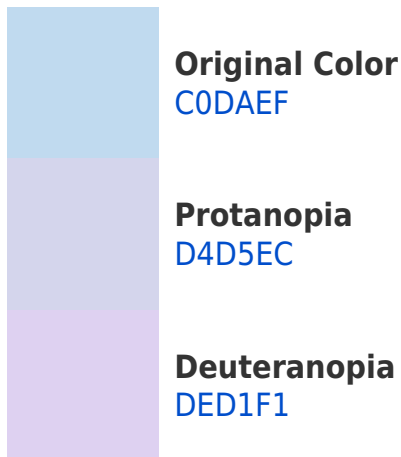 Original Color
C0DAEF
Protanopia
D4D5EC
Deuteranopia
DED1F1